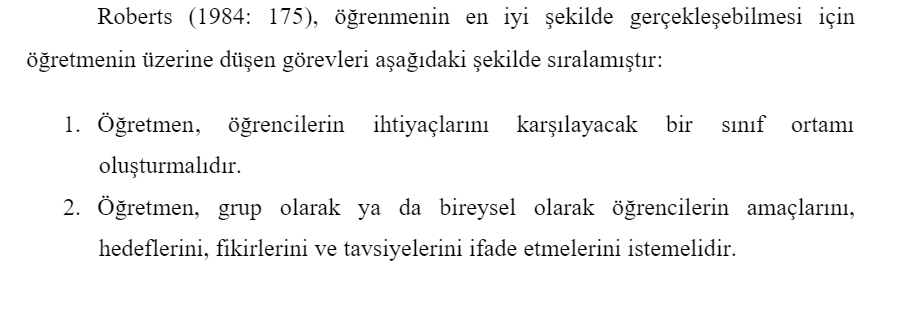 Roberts (1984: 175), öğrenmenin en iyi şekilde gerçekleşebilmesi için
öğretmenin üzerine düşen görevleri aşağıdaki şekilde sıralamıştır:
1. Öğretmen, öğrencilerin ihtiyaçlarını karşılayacak bir sınıf ortamı
oluşturmalıdır.
2. Öğretmen, grup olarak ya da bireysel olarak öğrencilerin amaçlarını,
hedeflerini, fikirlerini ve tavsiyelerini ifade etmelerini istemelidir.